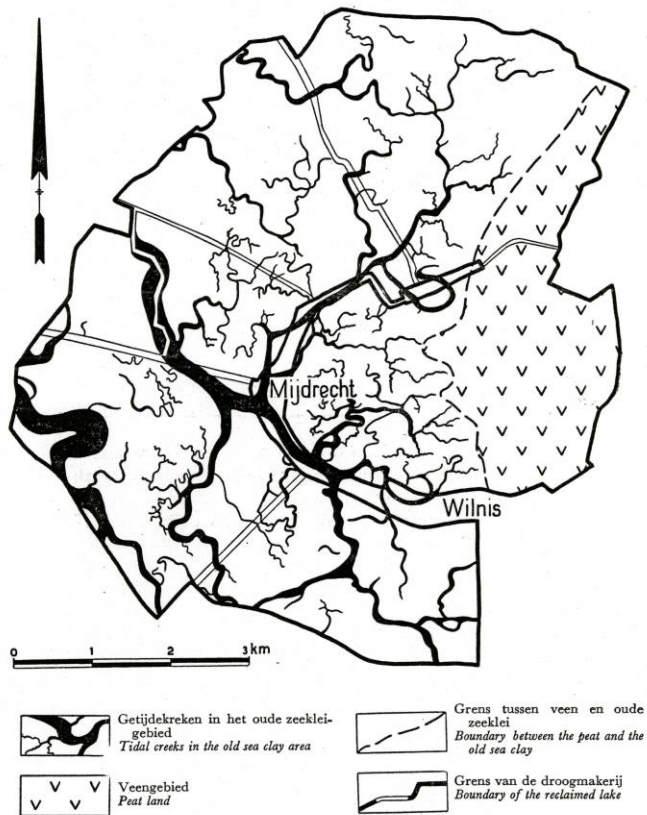 Mijdrecht
Wilnis
0 1 2 3 km
Getijdekreken in het oude zeeklei-
gebied
Tidal creeks in the old sea clay area
Veengebied
Peat land
Grens tussen veen en oude
zeeklei
Boundary between the peat and the
old sea clay
Grens van de droogmakerij
Boundary of the reclaimed lake